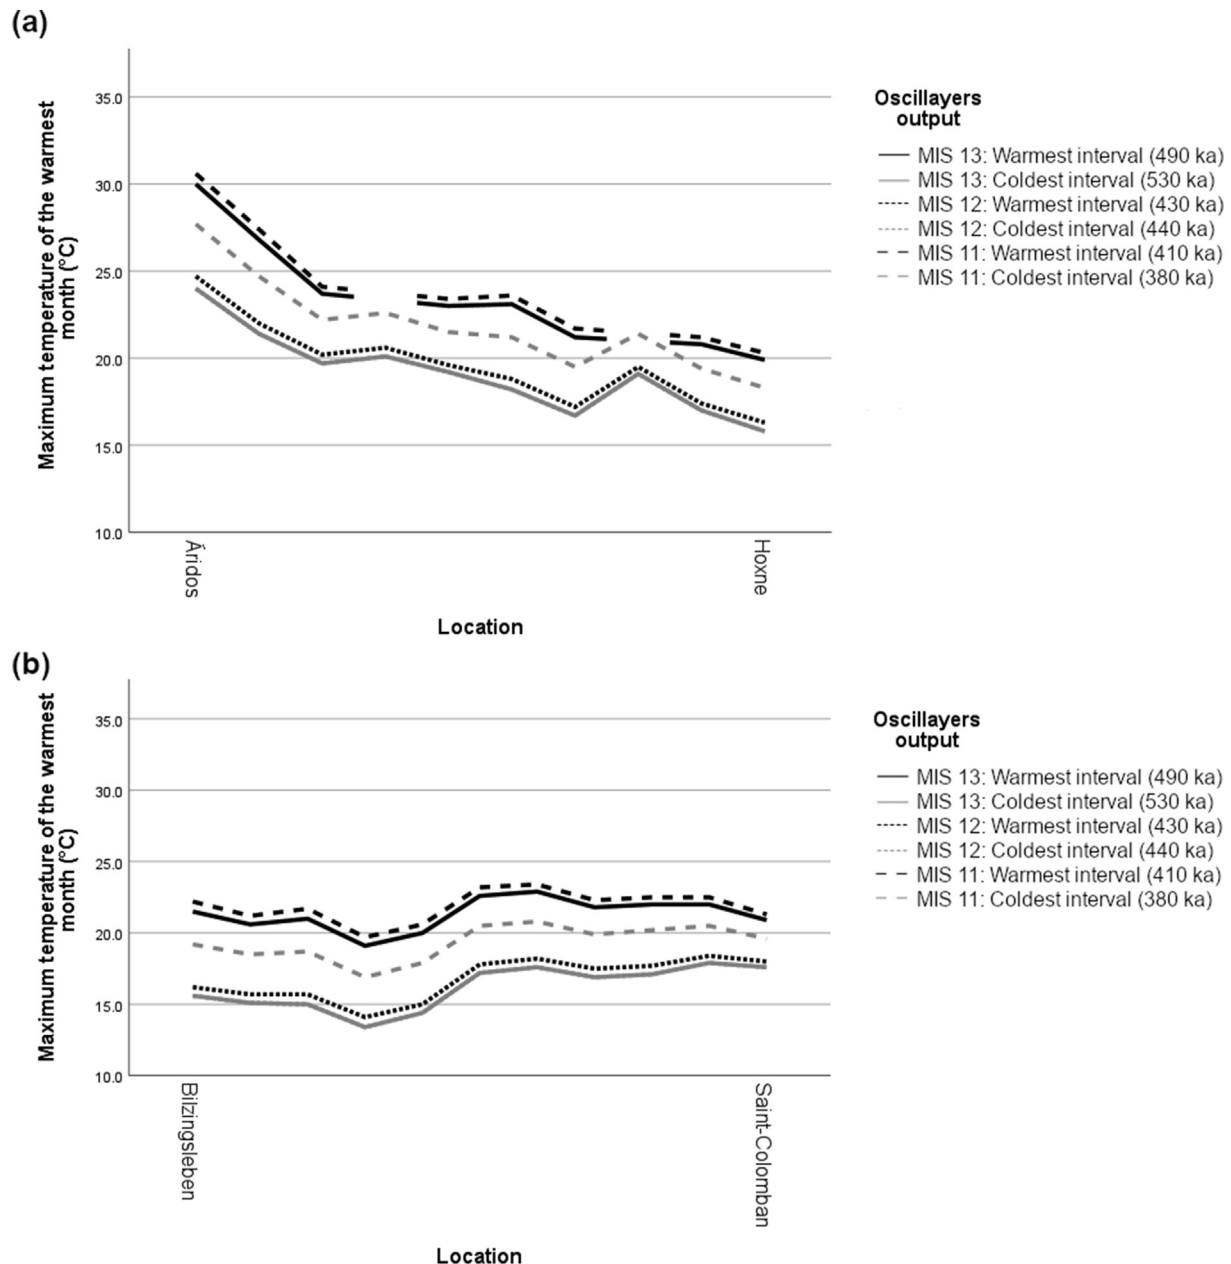 (a)
Maximum temperature of the warmest
month (°C)
35.0
30.0
25.0
20.0
15.0
10.0
Áridos
Hoxne
Location
Oscillayers
output
MIS 13: Warmest interval (490 ka)
MIS 13: Coldest interval (530 ka)
MIS 12: Warmest interval (430 ka)
MIS 12: Coldest interval (440 ka)
MIS 11: Warmest interval (410 ka)
MIS 11: Coldest interval (380 ka)
(b)
Maximum temperature of the warmest
month (°C)
35.0
30.0
25.0
20.0
15.0
10.0
Bilzingsleben
Saint-Colomban
Location
Oscillayers
output
MIS 13: Warmest interval (490 ka)
MIS 13: Coldest interval (530 ka)
MIS 12: Warmest interval (430 ka)
MIS 12: Coldest interval (440 ka)
MIS 11: Warmest interval (410 ka)
MIS 11: Coldest interval (380 ka)